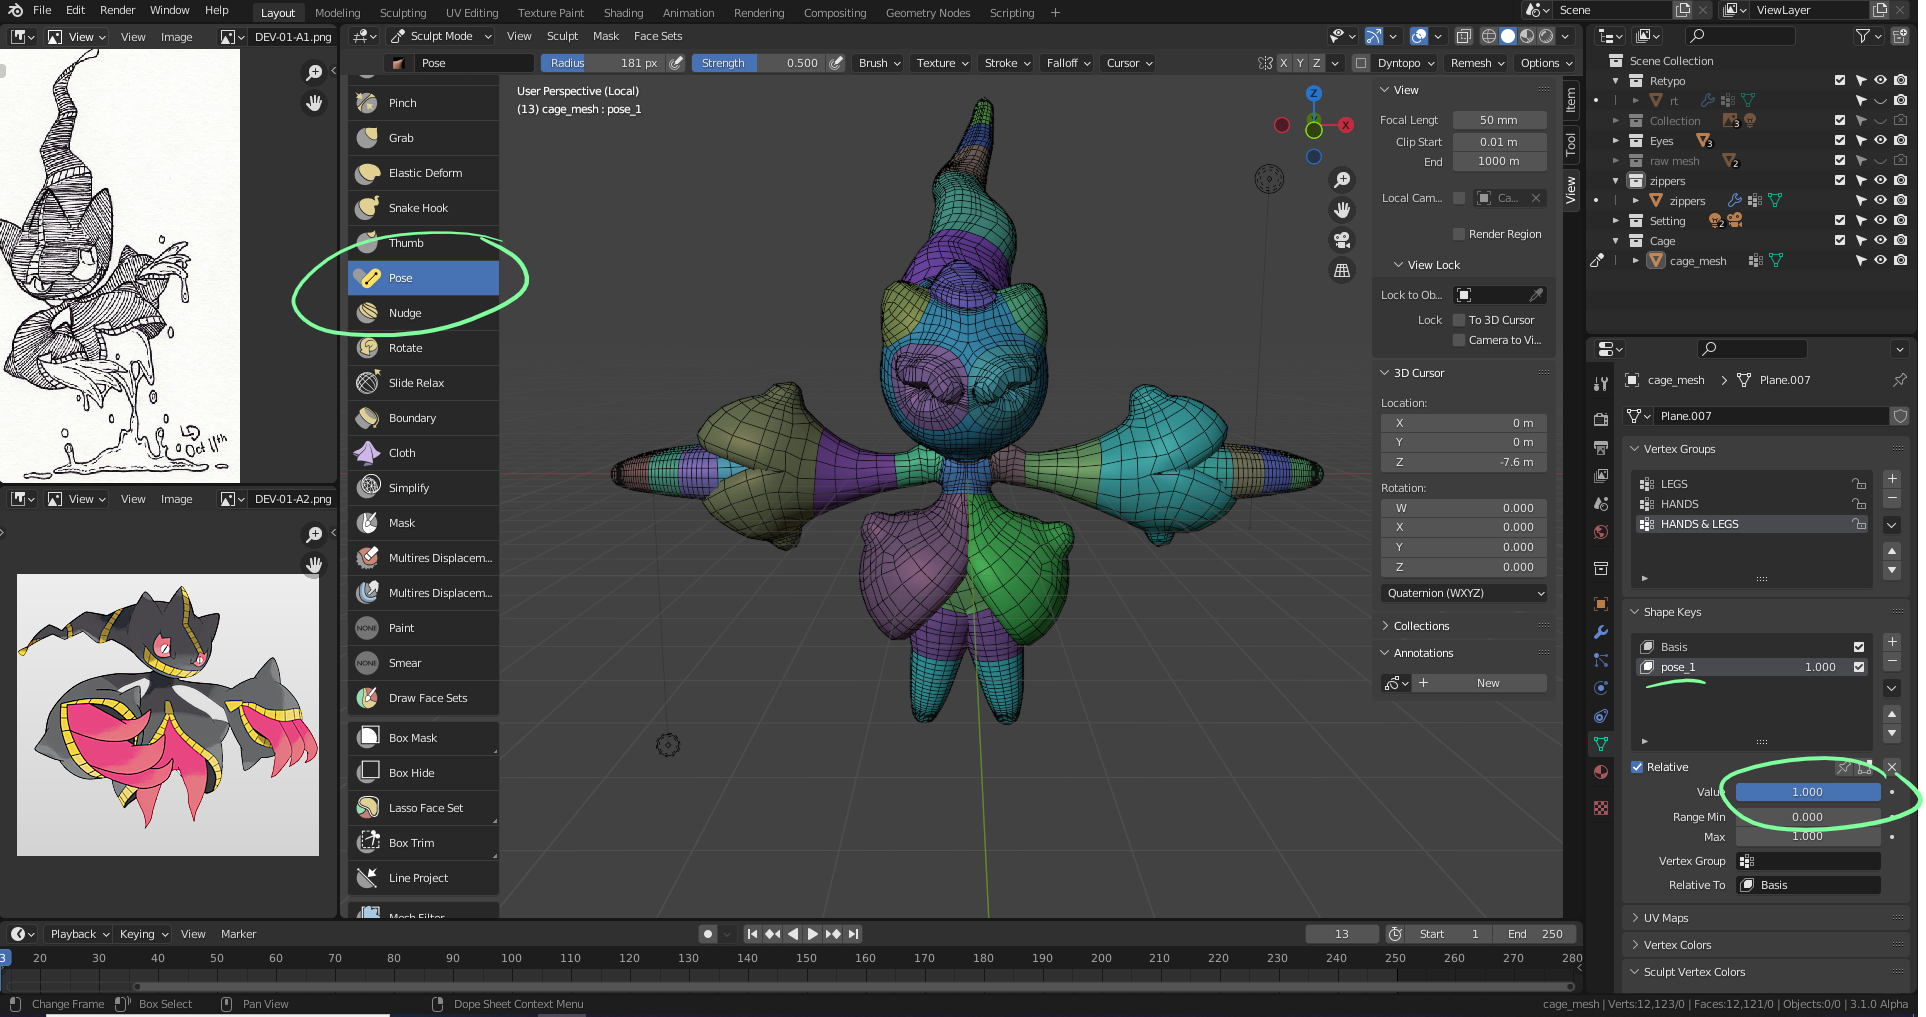 File Edit Render Window Help Layout Modeling Sculpting UV Editing Texture Paint Shading Animation Rendering Compositing Geometry Nodes Scripting + Scene ViewLayer
View View Image DEV-01-A1.png
Sculpt Mode View Sculpt Mask Face Sets
Pose Radius 181 px Strength 0.500 Brush Texture Stroke Falloff Cursor X Y Z Dyntopo Remesh Options
Oct 11th
View View Image DEV-01-A2.png
Pinch
Grab
Elastic Deform
Snake Hook
Thumb
Pose
Nudge
Rotate
Slide Relax
Boundary
Cloth
Simplify
Mask
Multires Displacem...
Multires Displacem...
NONE Paint
NONE Smear
Draw Face Sets
Box Mask
Box Hide
Lasso Face Set
Box Trim
Line Project
Mesh Filter
User Perspective (Local)
(13) cage_mesh : pose_1
Z
X
View
Focal Lengt 50 mm
Clip Start 0.01 m
End 1000 m
Local Cam... Ca...
Render Region
View Lock
Lock to Ob...
Lock To 3D Cursor
Camera to Vi...
3D Cursor
Location:
X 0 m
Y 0 m
Z -7.6 m
Rotation:
W 0.000
X 0.000
Y 0.000
Z 0.000
Quaternion (WXYZ)
Collections
Annotations
+ New
Item
Tool
View
Scene Collection
Retypo
rt
Collection 3
Eyes 3
raw mesh 2
zippers
zippers
Setting 2
Cage
cage_mesh
cage_mesh > Plane.007
Plane.007
Vertex Groups
LEGS
HANDS
HANDS & LEGS
Shape Keys
Basis
pose_1 1.000
Relative
Value 1.000
Range Min 0.000
Max 1.000
Vertex Group
Relative To Basis
UV Maps
Vertex Colors
Sculpt Vertex Colors
Playback Keying View Marker 13 Start 1 End 250
3 20 30 40 50 60 70 80 90 100 110 120 130 140 150 160 170 180 190 200 210 220 230 240 250 260 270 280
Change Frame Box Select Pan View Dope Sheet Context Menu cage_mesh | Verts:12,123/0 | Faces:12,121/0 | Objects:0/0 | 3.1.0 Alpha